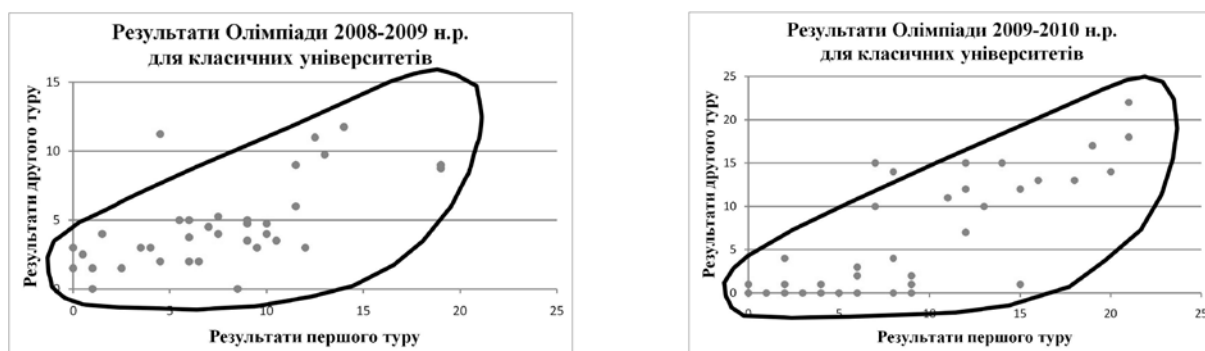 Результати Олімпіади 2008-2009 н.р.
для класичних університетів
Результати другого туру
15
10
5
0
0 5 10 15 20 25
Результати першого туру
Результати Олімпіади 2009-2010 н.р.
для класичних університетів
Результати другого туру
25
20
15
10
5
0
0 5 10 15 20 25
Результати першого туру